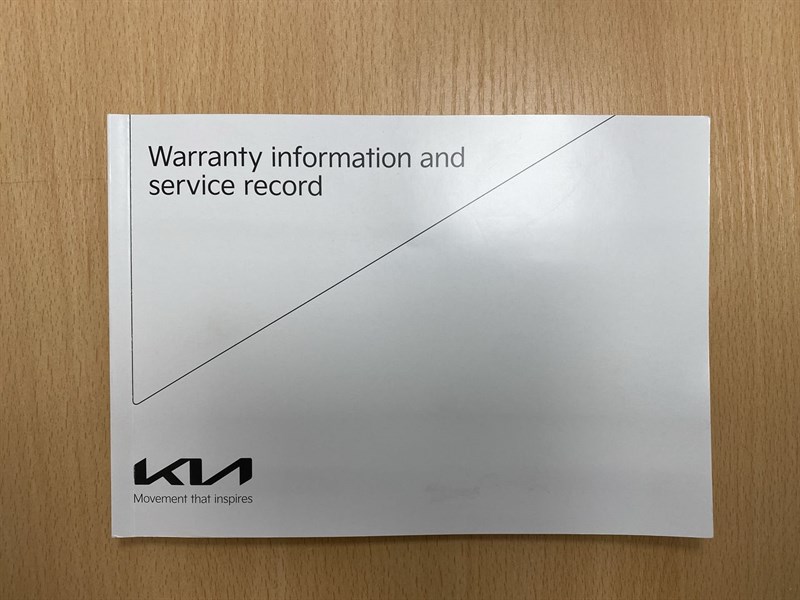 Warranty information and
service record
KIA
Movement that inspires